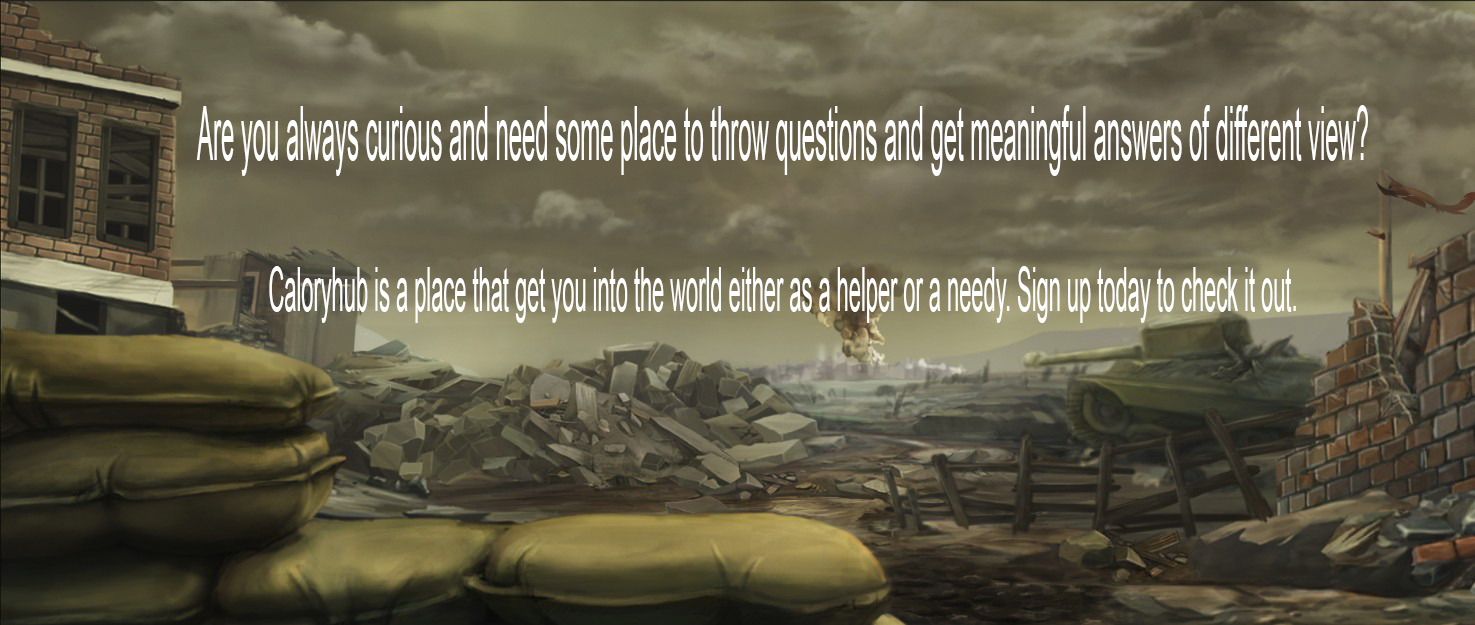 Are you always curious and need some place to throw questions and get meaningful answers of different view?
Caloryhub is a place that get you into the world either as a helper or a needy. Sign up today to check it out.